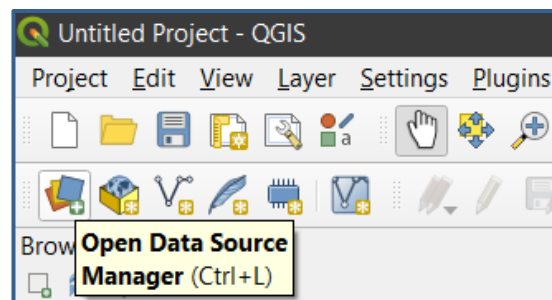 Untitled Project - QGIS
Project Edit View Layer Settings Plugins
a
Open Data Source
Manager (Ctrl+L)
Brow